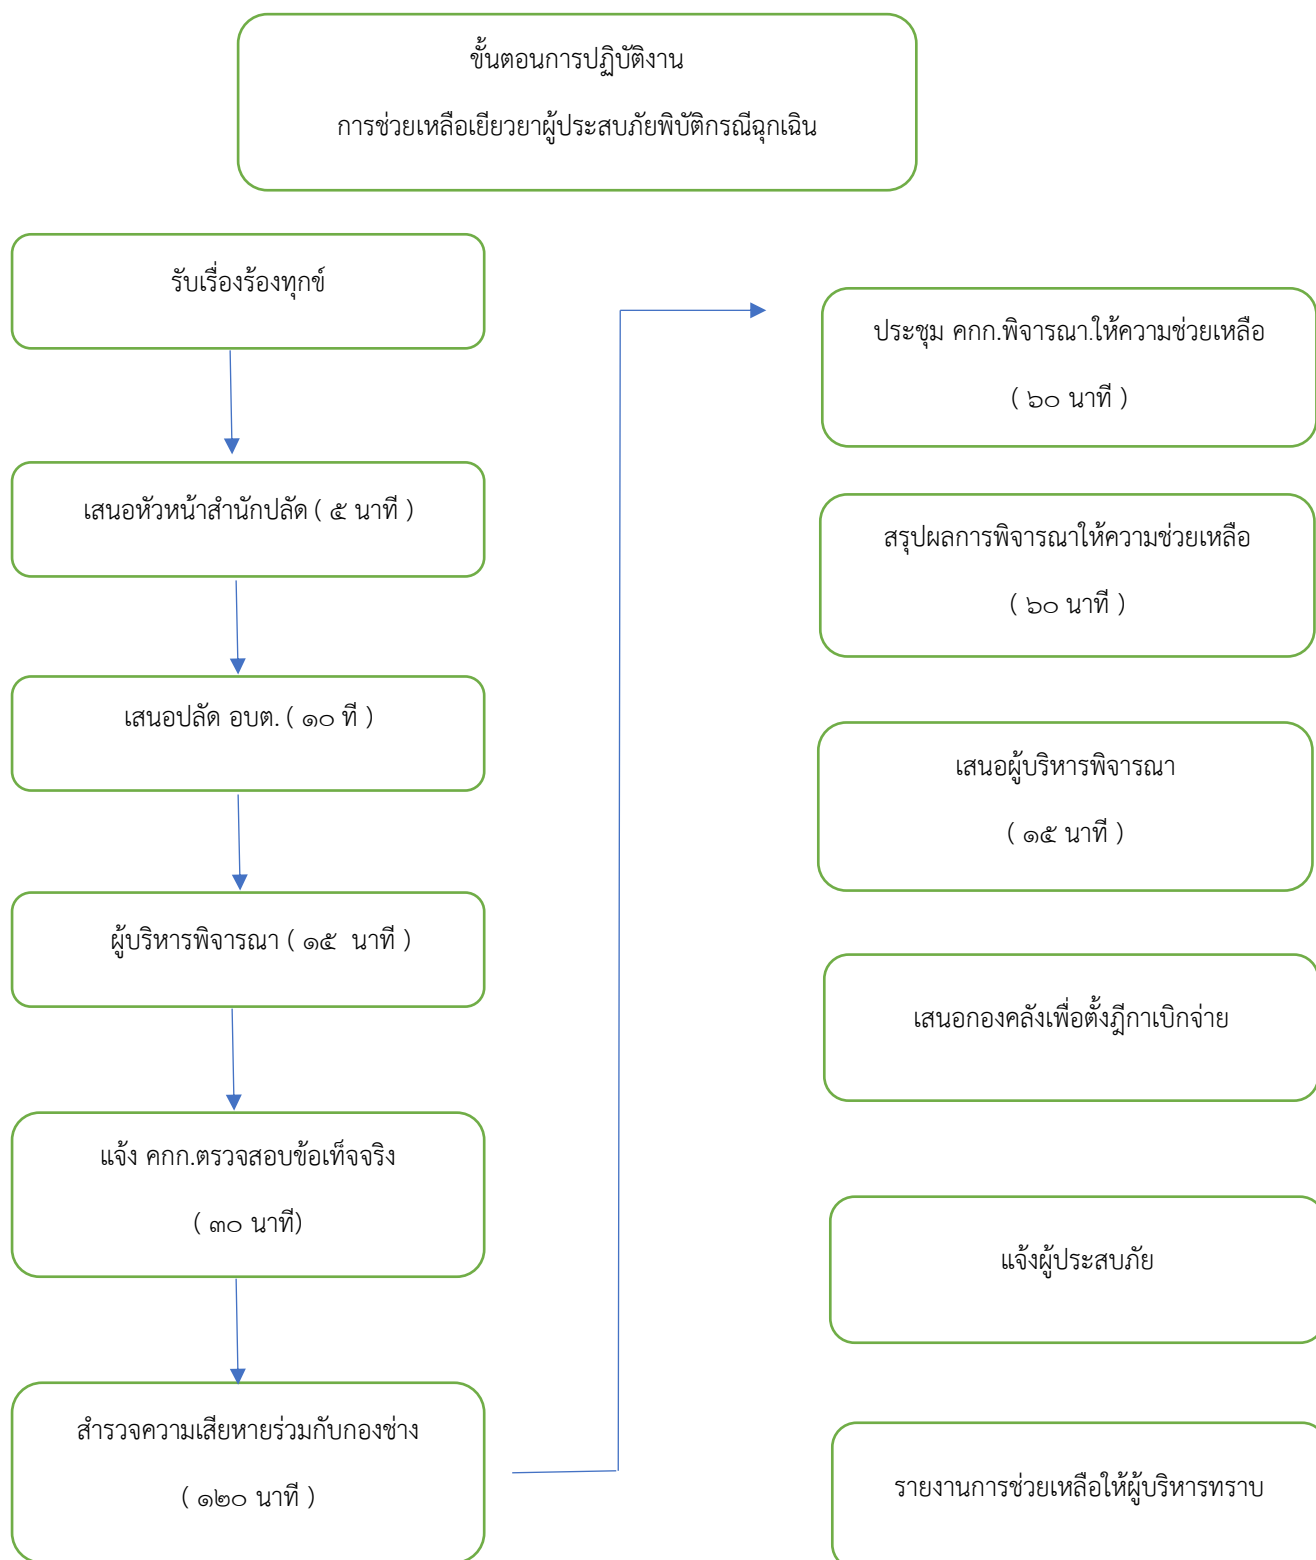 ขั้นตอนการปฏิบัติงาน
การช่วยเหลือเยียวยาผู้ประสบภัยพิบัติกรณีฉุกเฉิน
รับเรื่องร้องทุกข์
เสนอหัวหน้าสำนักปลัด ( ๕ นาที )
เสนอปลัด อบต. ( ๑๐ ที )
ผู้บริหารพิจารณา ( ๑๕ นาที )
แจ้ง คกก.ตรวจสอบข้อเท็จจริง
( ๓๐ นาที)
สำรวจความเสียหายร่วมกับกองช่าง
( ๑๒๐ นาที )
ประชุม คกก.พิจารณา.ให้ความช่วยเหลือ
( ๖๐ นาที )
สรุปผลการพิจารณาให้ความช่วยเหลือ
( ๖๐ นาที )
เสนอผู้บริหารพิจารณา
( ๑๕ นาที )
เสนอกองคลังเพื่อตั้งฎีกาเบิกจ่าย
แจ้งผู้ประสบภัย
รายงานการช่วยเหลือให้ผู้บริหารทราบ